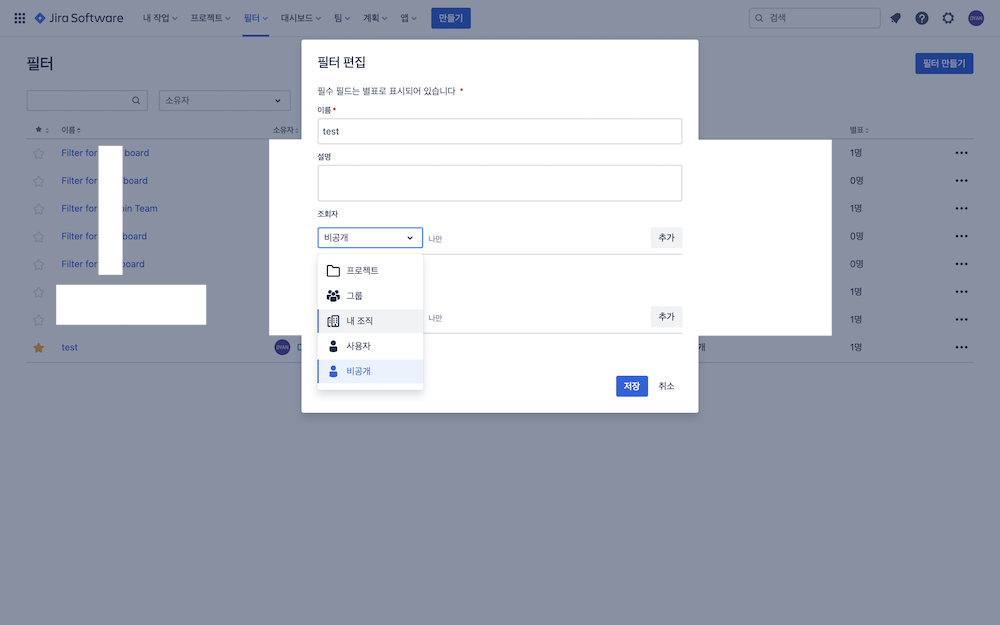 Jira Software 내 작업 프로젝트 필터 대시보드 팀 계획 앱 만들기 검색 DYAN
필터 필터 만들기
소유자
이름 소유자 별표
Filter for board 1명
Filter for board 0명
Filter for in Team 1명
Filter for board 0명
Filter for board 0명
1명
1명
test DYAN 개 1명
필터 편집
필수 필드는 별표로 표시되어 있습니다 *
이름 *
test
설명
조회자
비공개 나만 추가
프로젝트
그룹
내 조직 나만 추가
사용자
비공개
저장 취소